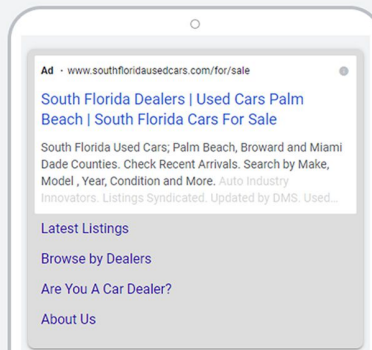 Ad · www.southfloridausedcars.com/for/sale
South Florida Dealers | Used Cars Palm
Beach | South Florida Cars For Sale
South Florida Used Cars; Palm Beach, Broward and Miami
Dade Counties. Check Recent Arrivals. Search by Make,
Model , Year, Condition and More. Auto Industry
Innovators. Listings Syndicated. Updated by DMS. Used...
Latest Listings
Browse by Dealers
Are You A Car Dealer?
About Us